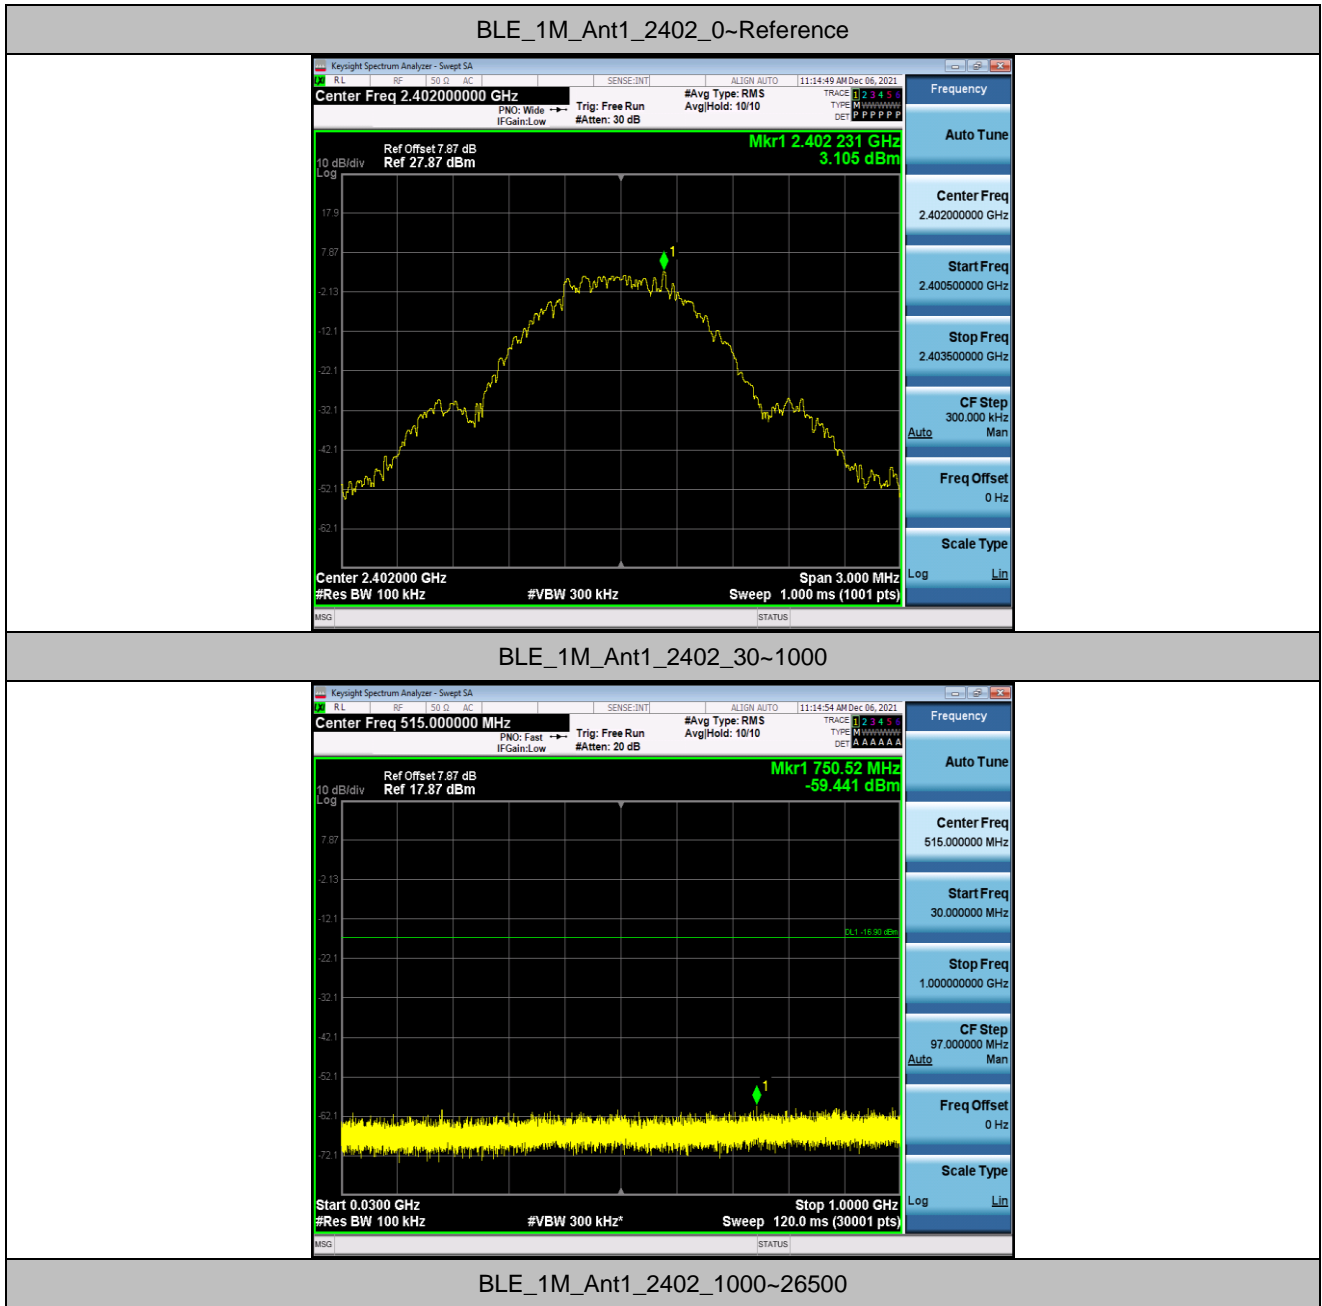 BLE_1M_Ant1_2402_0~Reference
Keysight Spectrum Analyzer - Swept SA
RL RF 50 Ω AC SENSE:INT ALIGN AUTO 11:14:49 AM Dec 06, 2021
Center Freq 2.402000000 GHz
PNO: Wide
IFGain:Low
Trig: Free Run
#Atten: 30 dB
#Avg Type: RMS
Avg|Hold: 10/10
TRACE 1 2 3 4 5 6
TYPE M WWWWW
DET P P P P P P
Frequency
Mkr1 2.402 231 GHz
3.105 dBm
Ref Offset 7.87 dB
10 dB/div Ref 27.87 dBm
Log
17.9
7.87
-2.13
-12.1
-22.1
-32.1
-42.1
-52.1
-62.1
1
Center 2.402000 GHz Span 3.000 MHz
#Res BW 100 kHz #VBW 300 kHz Sweep 1.000 ms (1001 pts)
Auto Tune
Center Freq
2.402000000 GHz
Start Freq
2.400500000 GHz
Stop Freq
2.403500000 GHz
CF Step
300.000 kHz
Auto Man
Freq Offset
0 Hz
Scale Type
Log Lin
MSG STATUS
BLE_1M_Ant1_2402_30~1000
Keysight Spectrum Analyzer - Swept SA
RL RF 50 Ω AC SENSE:INT ALIGN AUTO 11:14:54 AM Dec 06, 2021
Center Freq 515.000000 MHz
PNO: Fast
IFGain:Low
Trig: Free Run
#Atten: 20 dB
#Avg Type: RMS
Avg|Hold: 10/10
TRACE 1 2 3 4 5 6
TYPE M WWWWW
DET A A A A A A
Frequency
Mkr1 750.52 MHz
-59.441 dBm
Ref Offset 7.87 dB
10 dB/div Ref 17.87 dBm
Log
7.87
-2.13
-12.1
-22.1
-32.1
-42.1
-52.1
-62.1
-72.1
DL1 -16.90 dBm
1
Start 0.0300 GHz Stop 1.0000 GHz
#Res BW 100 kHz #VBW 300 kHz* Sweep 120.0 ms (30001 pts)
Auto Tune
Center Freq
515.000000 MHz
Start Freq
30.000000 MHz
Stop Freq
1.000000000 GHz
CF Step
97.000000 MHz
Auto Man
Freq Offset
0 Hz
Scale Type
Log Lin
MSG STATUS
BLE_1M_Ant1_2402_1000~26500